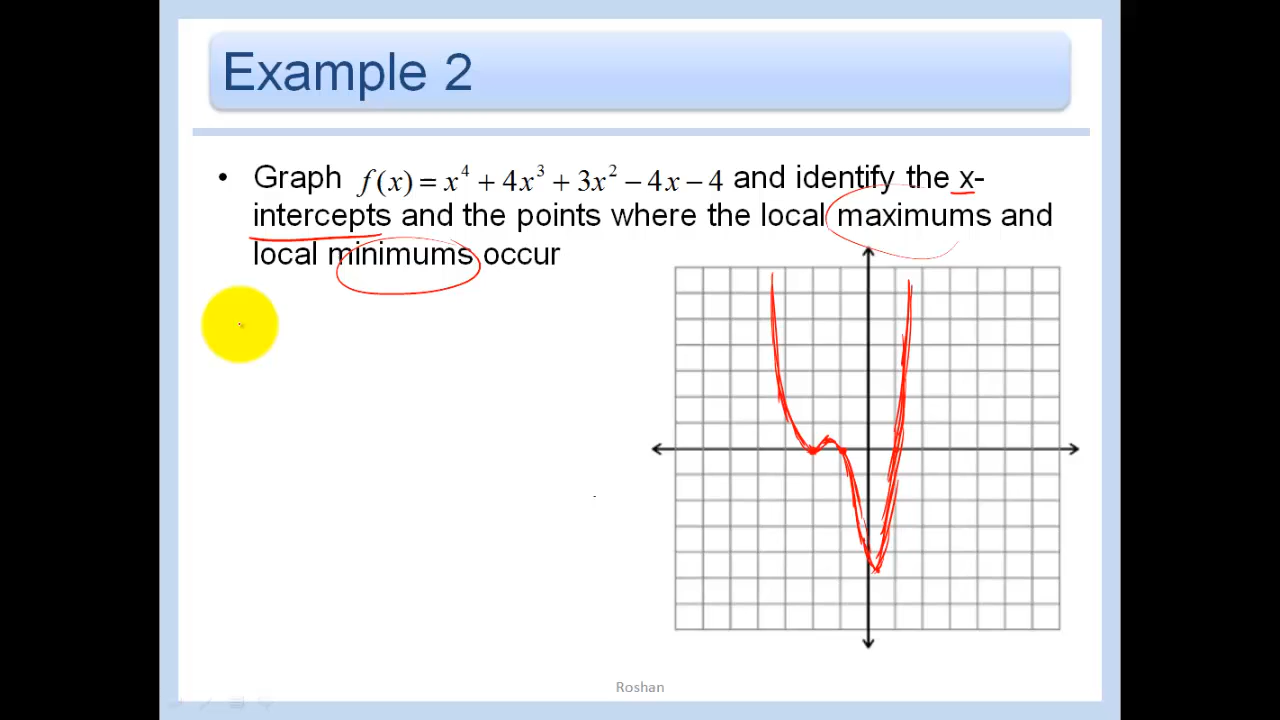 Example 2
• Graph f(x) = x⁴ + 4x³ + 3x² − 4x − 4 and identify the x-
intercepts and the points where the local maximums and
local minimums occur
Roshan